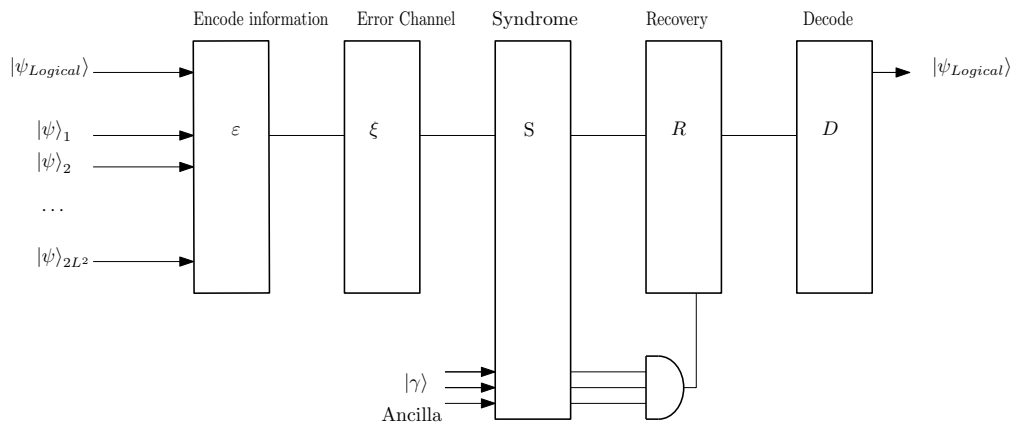 Encode information
Error Channel
Syndrome
Recovery
Decode
|ψ_{Logical}⟩
|ψ_{Logical}⟩
|ψ⟩_1
ε
ξ
S
R
D
|ψ⟩_2
...
|ψ⟩_{2L^2}
|γ⟩
Ancilla